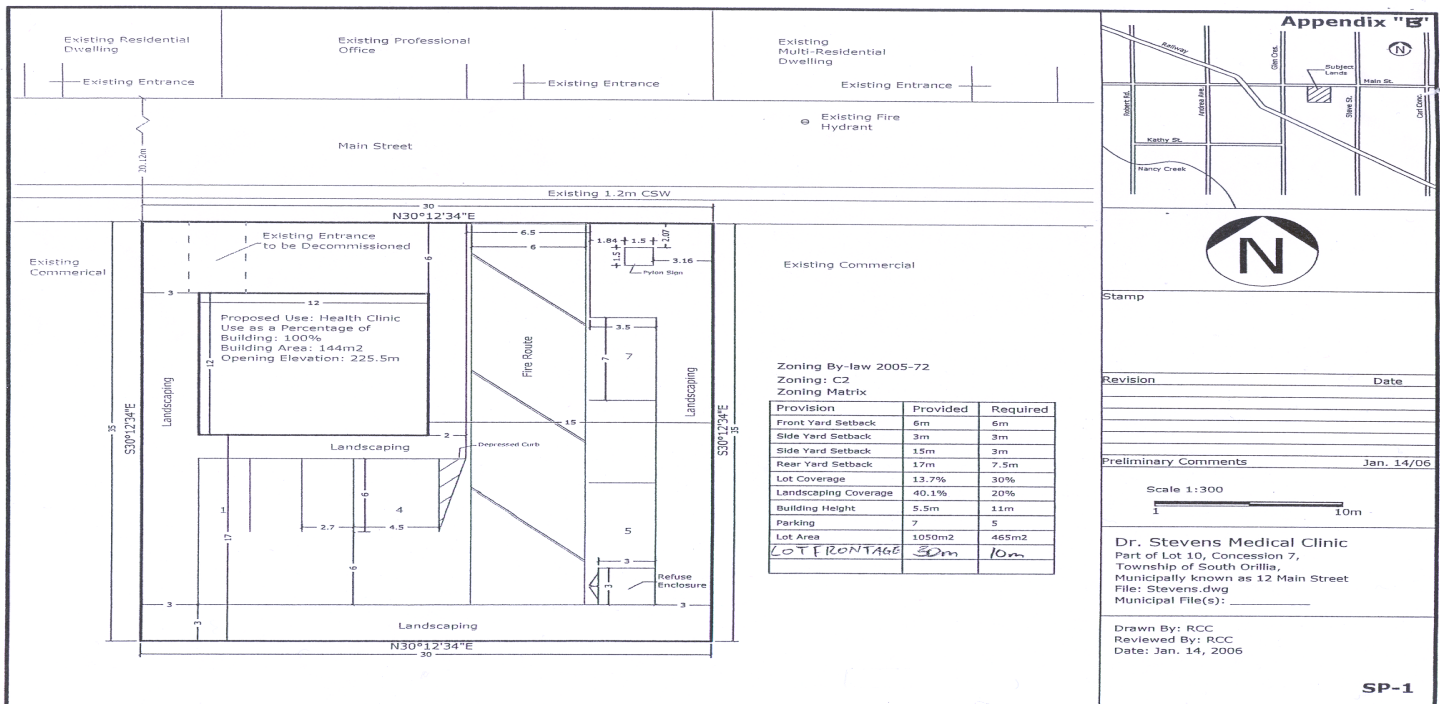 Appendix "B"
Existing Residential
Dwelling
Existing Professional
Office
Existing
Multi-Residential
Dwelling
Existing Entrance
Existing Entrance
Existing Entrance
Existing Fire
Hydrant
20.12m
Main Street
Existing 1.2m CSW
30
N30°12'34"E
Existing
Commerical
Existing Entrance
to be Decommissioned
6
6.5
6
1.84
1.5
2.07
1.5
3.16
Pylon Sign
Existing Commercial
3
12
Proposed Use: Health Clinic
Use as a Percentage of
Building: 100%
Building Area: 144m2
Opening Elevation: 225.5m
12
Fire Route
3.5
7
7
Landscaping
Landscaping
35
S30°12'34"E
S30°12'34"E
35
15
2
Landscaping
Depressed Curb
1
6
4
2.7
4.5
17
6
5
3
3
Refuse
Enclosure
3
3
3
Landscaping
N30°12'34"E
30
Zoning By-law 2005-72
Zoning: C2
Zoning Matrix
Provision Provided Required
Front Yard Setback 6m 6m
Side Yard Setback 3m 3m
Side Yard Setback 15m 3m
Rear Yard Setback 17m 7.5m
Lot Coverage 13.7% 30%
Landscaping Coverage 40.1% 20%
Building Height 5.5m 11m
Parking 7 5
Lot Area 1050m2 465m2
LOT FRONTAGE 30m 10m
Railway
Glen Cres.
N
Subject
Lands
Main St.
Robert Rd.
Andrea Ave.
Steve St.
Carl Conc.
Kathy St.
Nancy Creek
N
Stamp
Revision Date
Preliminary Comments Jan. 14/06
Scale 1:300
1 10m
Dr. Stevens Medical Clinic
Part of Lot 10, Concession 7,
Township of South Orillia,
Municipally known as 12 Main Street
File: Stevens.dwg
Municipal File(s):
Drawn By: RCC
Reviewed By: RCC
Date: Jan. 14, 2006
SP-1